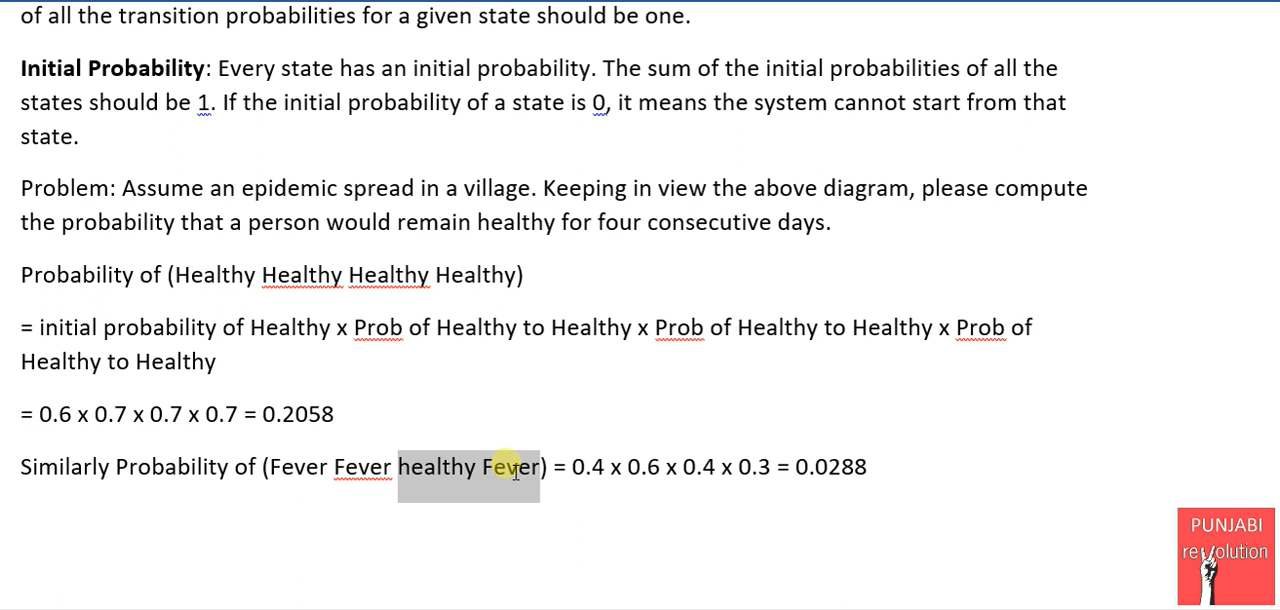 of all the transition probabilities for a given state should be one.
Initial Probability: Every state has an initial probability. The sum of the initial probabilities of all the
states should be 1. If the initial probability of a state is 0, it means the system cannot start from that
state.
Problem: Assume an epidemic spread in a village. Keeping in view the above diagram, please compute
the probability that a person would remain healthy for four consecutive days.
Probability of (Healthy Healthy Healthy Healthy)
= initial probability of Healthy x Prob of Healthy to Healthy x Prob of Healthy to Healthy x Prob of
Healthy to Healthy
= 0.6 x 0.7 x 0.7 x 0.7 = 0.2058
Similarly Probability of (Fever Fever healthy Fever) = 0.4 x 0.6 x 0.4 x 0.3 = 0.0288
PUNJABI
revolution